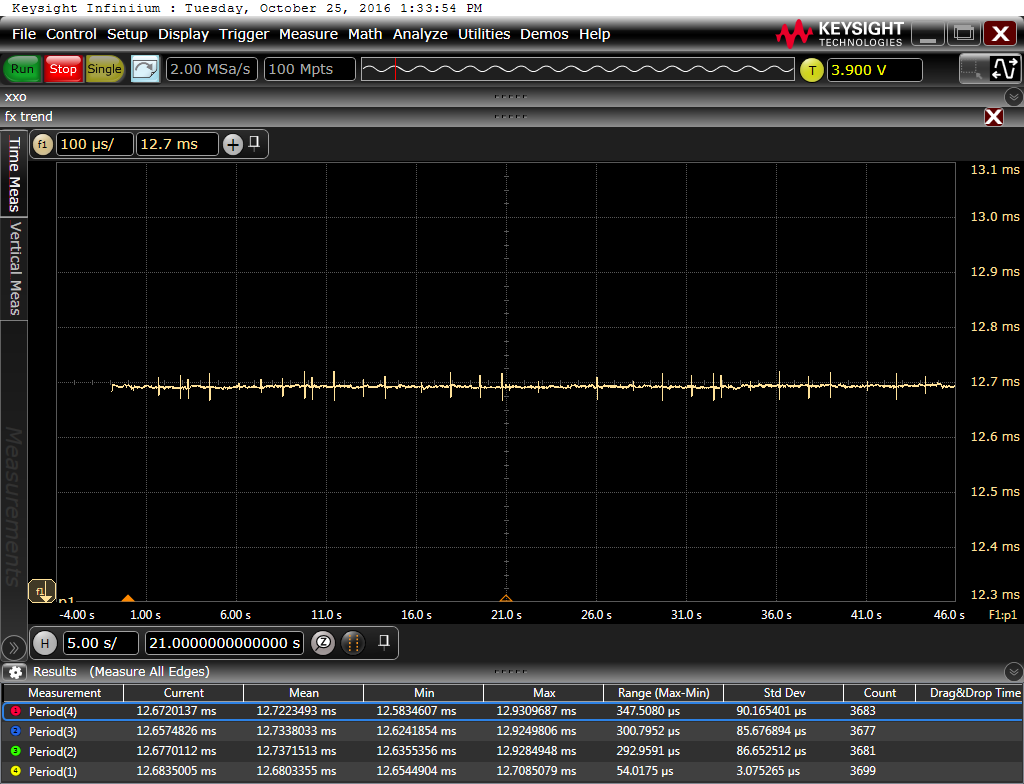 Keysight Infiniium : Tuesday, October 25, 2016 1:33:54 PM
File Control Setup Display Trigger Measure Math Analyze Utilities Demos Help
KEYSIGHT
TECHNOLOGIES
Run Stop Single 2.00 MSa/s 100 Mpts T 3.900 V
xxo
fx trend
Time Meas
Vertical Meas
Measurements
f1 100 µs/ 12.7 ms
13.1 ms
13.0 ms
12.9 ms
12.8 ms
12.7 ms
12.6 ms
12.5 ms
12.4 ms
12.3 ms
f1
p1
-4.00 s 1.00 s 6.00 s 11.0 s 16.0 s 21.0 s 26.0 s 31.0 s 36.0 s 41.0 s 46.0 s F1:p1
H 5.00 s/ 21.0000000000000 s Z
Results (Measure All Edges)
Measurement Current Mean Min Max Range (Max-Min) Std Dev Count Drag&Drop Time
1 Period(4) 12.6720137 ms 12.7223493 ms 12.5834607 ms 12.9309687 ms 347.5080 µs 90.165401 µs 3683
2 Period(3) 12.6574826 ms 12.7338033 ms 12.6241854 ms 12.9249806 ms 300.7952 µs 85.676894 µs 3677
3 Period(2) 12.6770112 ms 12.7371513 ms 12.6355356 ms 12.9284948 ms 292.9591 µs 86.652512 µs 3681
4 Period(1) 12.6835005 ms 12.6803355 ms 12.6544904 ms 12.7085079 ms 54.0175 µs 3.075265 µs 3699